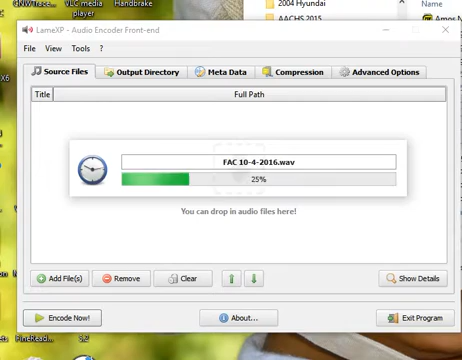 VLC media
player
Handbrake
2004 Hyundai
AACHS 2015
Name
LameXP - Audio Encoder Front-end
File View Tools ?
Source Files Output Directory Meta Data Compression Advanced Options
Title Full Path
FAC 10-4-2016.wav
25%
You can drop in audio files here!
Add File(s) Remove Clear Show Details
Encode Now! About... Exit Program